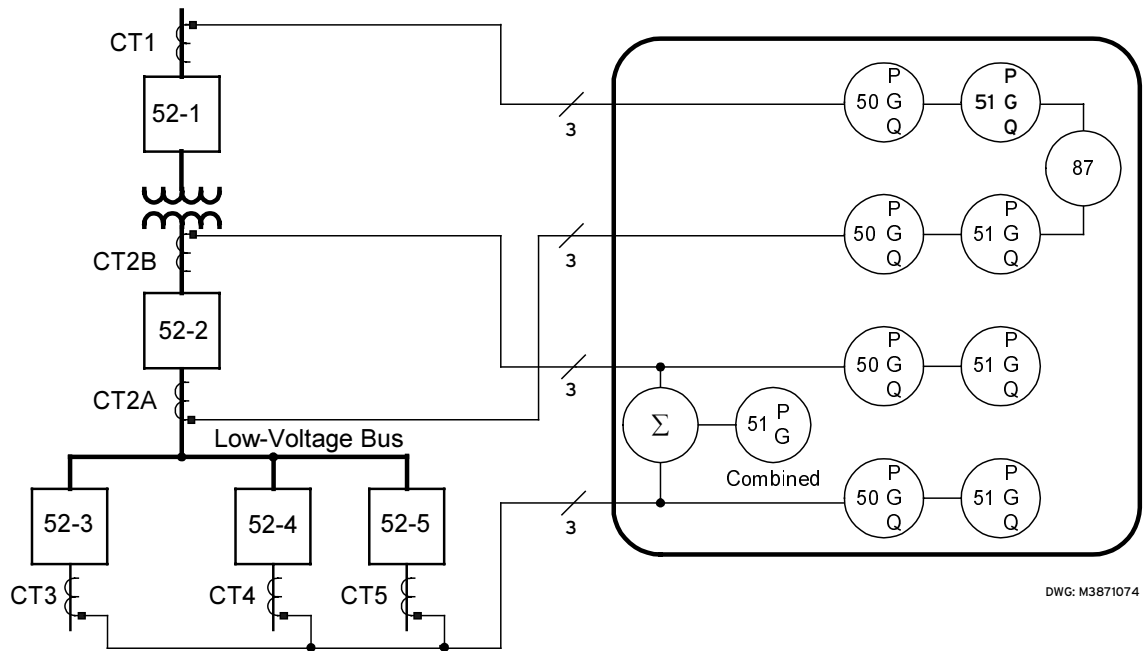 CT1
52-1
CT2B
52-2
CT2A
Low-Voltage Bus
52-3
52-4
52-5
CT3
CT4
CT5
3
50 P G Q
51 P G Q
87
3
50 P G Q
51 P G Q
3
50 P G Q
51 P G Q
Σ
51 P G
Combined
3
50 P G Q
51 P G Q
DWG: M3871074